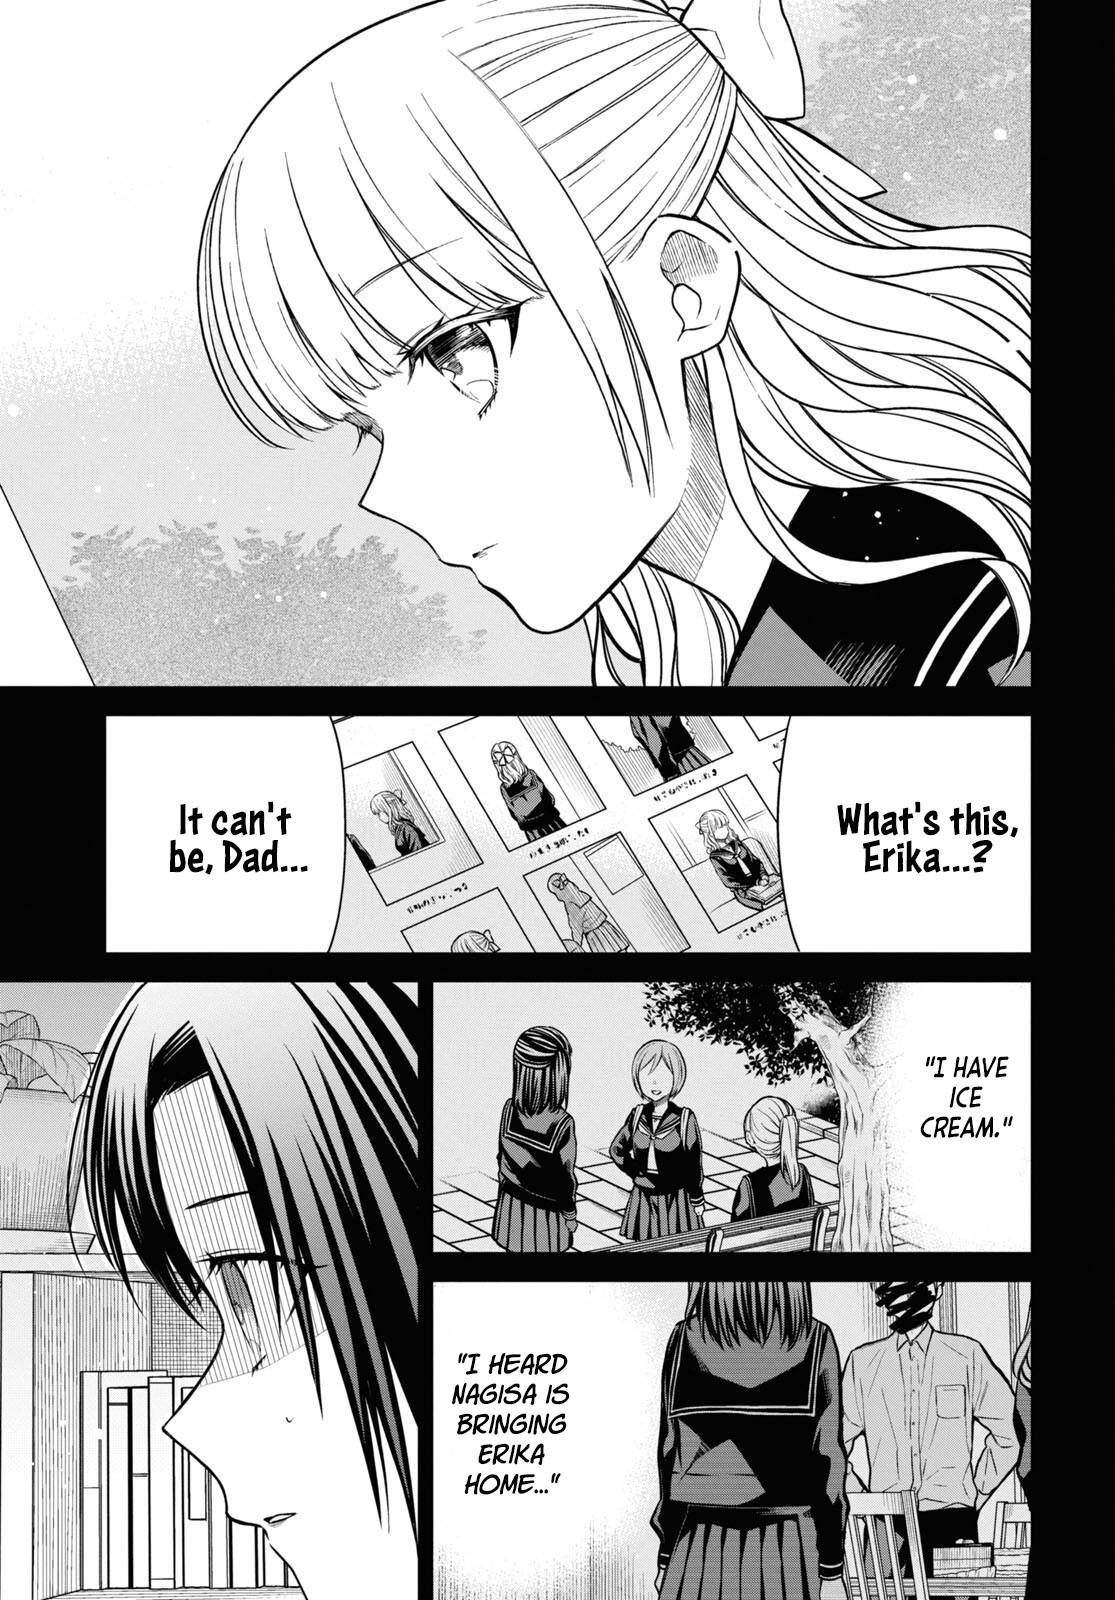 What's this,
Erika...?
It can't
be, Dad...
"I HAVE
ICE
CREAM."
"I HEARD
NAGISA IS
BRINGING
ERIKA
HOME..."